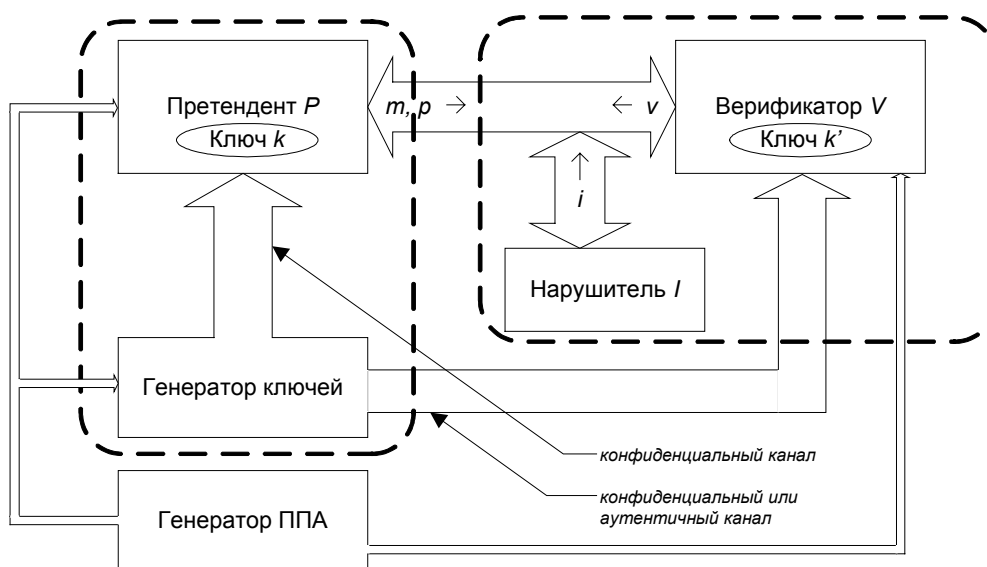 Претендент P
Ключ k
m, p →
← v
Верификатор V
Ключ k’
↑
i
Нарушитель I
Генератор ключей
конфиденциальный канал
конфиденциальный или
аутентичный канал
Генератор ППА